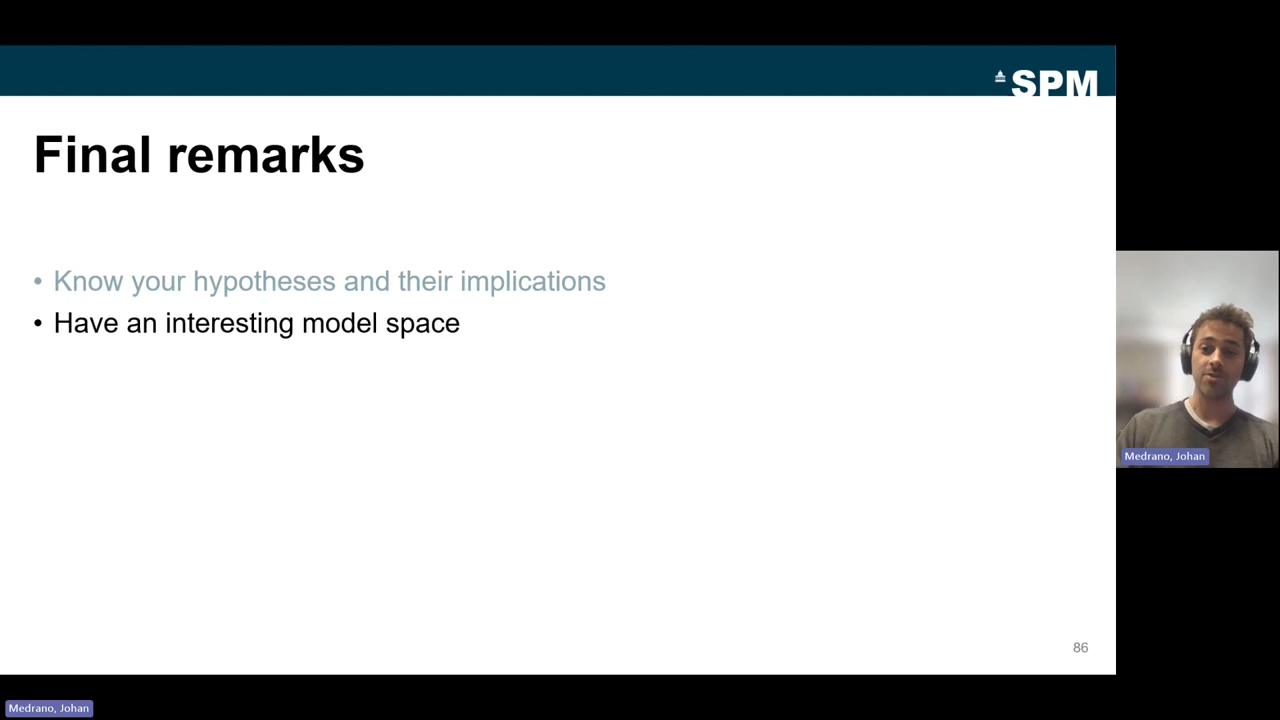 SPM
Final remarks
• Know your hypotheses and their implications
• Have an interesting model space
Medrano, Johan
86
Medrano, Johan